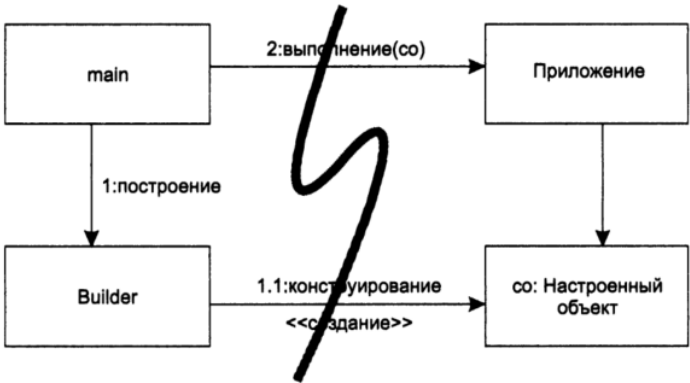 2:выполнение(co)
main
Приложение
1:построение
Builder
1.1:конструирование
<<создание>>
co: Настроенный
объект